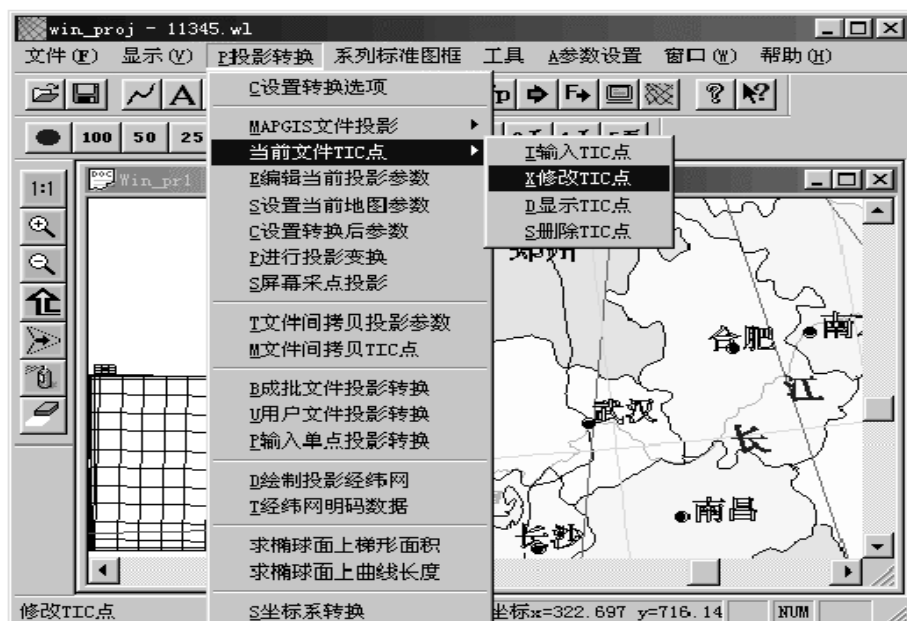 win_proj - 11345.wl
文件(F) 显示(V) P投影转换 系列标准图框 工具 A参数设置 窗口(W) 帮助(H)
C设置转换选项
100 50 25
MAPGIS文件投影
当前文件TIC点
E编辑当前投影参数
S设置当前地图参数
C设置转换后参数
P进行投影变换
S屏幕采点投影
T文件间拷贝投影参数
M文件间拷贝TIC点
B成批文件投影转换
U用户文件投影转换
P输入单点投影转换
D绘制投影经纬网
T经纬网明码数据
求椭球面上梯形面积
求椭球面上曲线长度
S坐标系转换
I输入TIC点
X修改TIC点
D显示TIC点
S删除TIC点
1:1
Win_pr1
合肥
南
江
武汉
长
南昌
长沙
修改TIC点
坐标x=322.697 y=716.14
NUM